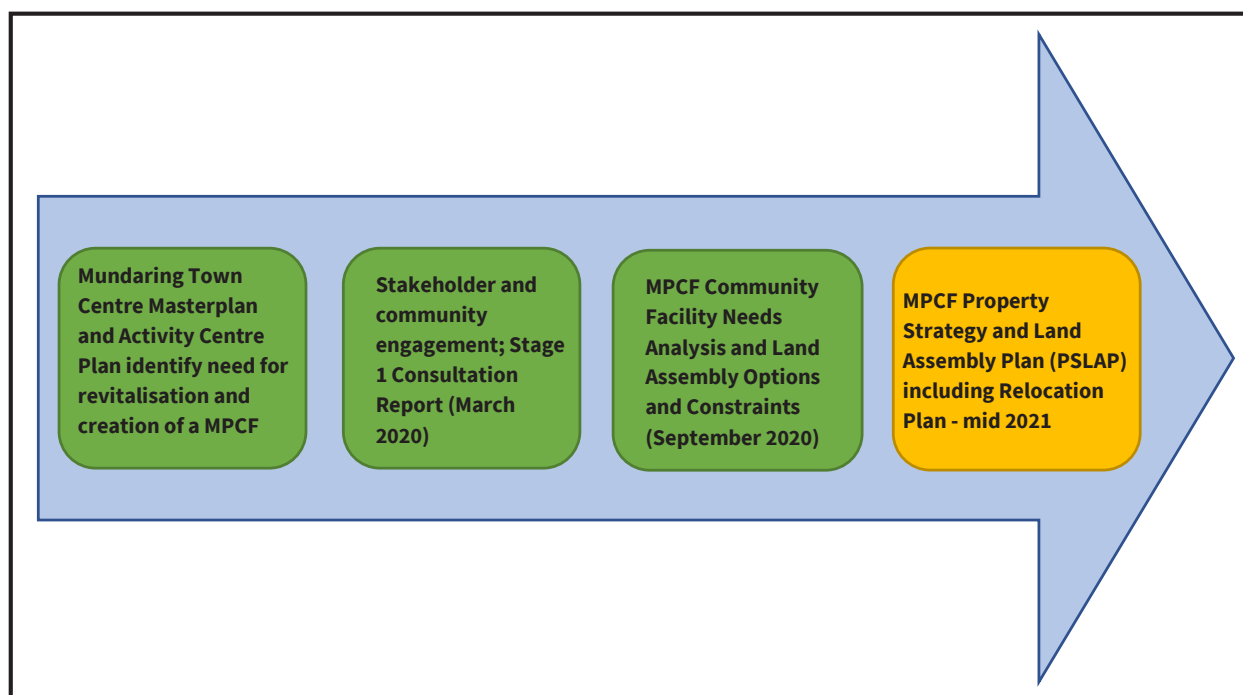 Mundaring Town
Centre Masterplan
and Activity Centre
Plan identify need for
revitalisation and
creation of a MPCF
Stakeholder and
community
engagement; Stage
1 Consultation
Report (March
2020)
MPCF Community
Facility Needs
Analysis and Land
Assembly Options
and Constraints
(September 2020)
MPCF Property
Strategy and Land
Assembly Plan (PSLAP)
including Relocation
Plan - mid 2021